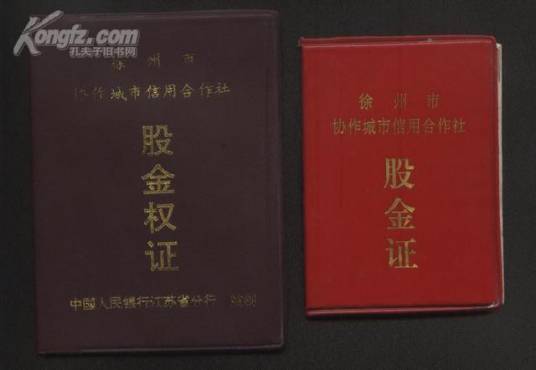 Kongfz.com
孔夫子旧书网
徐州市
协作城市信用合作社
股金权证
中国人民银行江苏省分行
徐州市
协作城市信用合作社
股金证